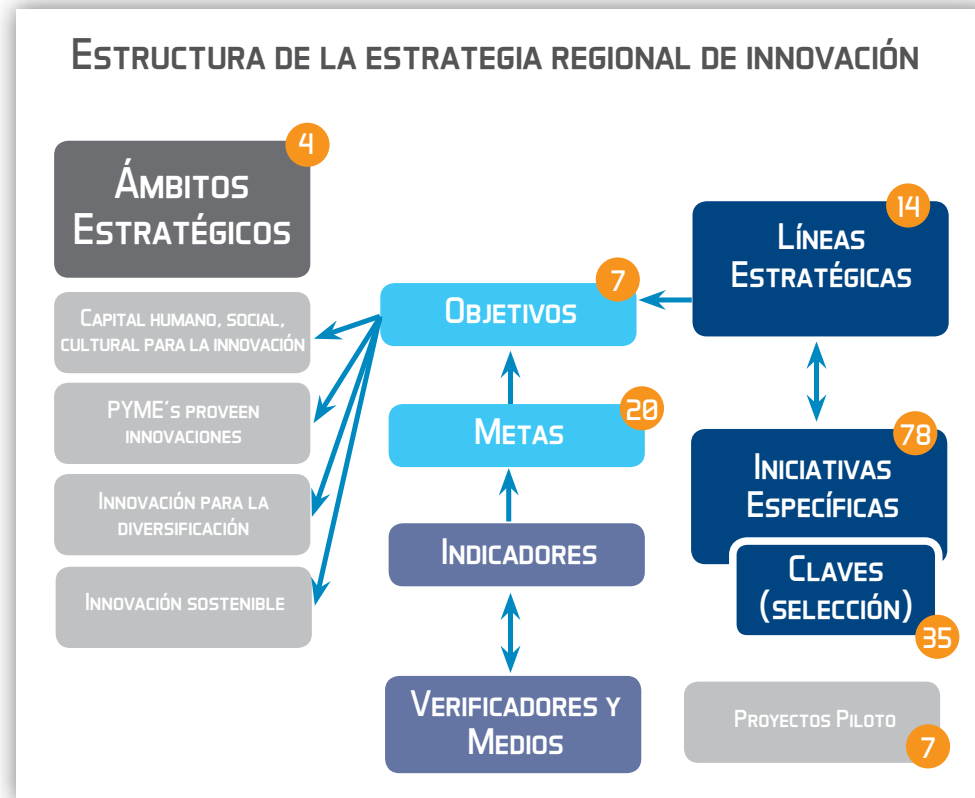 Estructura de la estrategia regional de innovación
4
Ámbitos
Estratégicos
Capital humano, social,
cultural para la innovación
PYME's proveen
innovaciones
Innovación para la
diversificación
Innovación sostenible
7
Objetivos
20
Metas
Indicadores
Verificadores y
Medios
14
Líneas
Estratégicas
78
Iniciativas
Específicas
Claves
(selección)
35
Proyectos Piloto
7